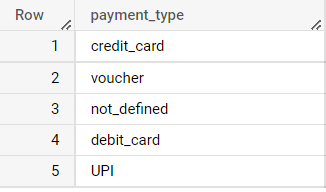 Row payment_type
1 credit_card
2 voucher
3 not_defined
4 debit_card
5 UPI